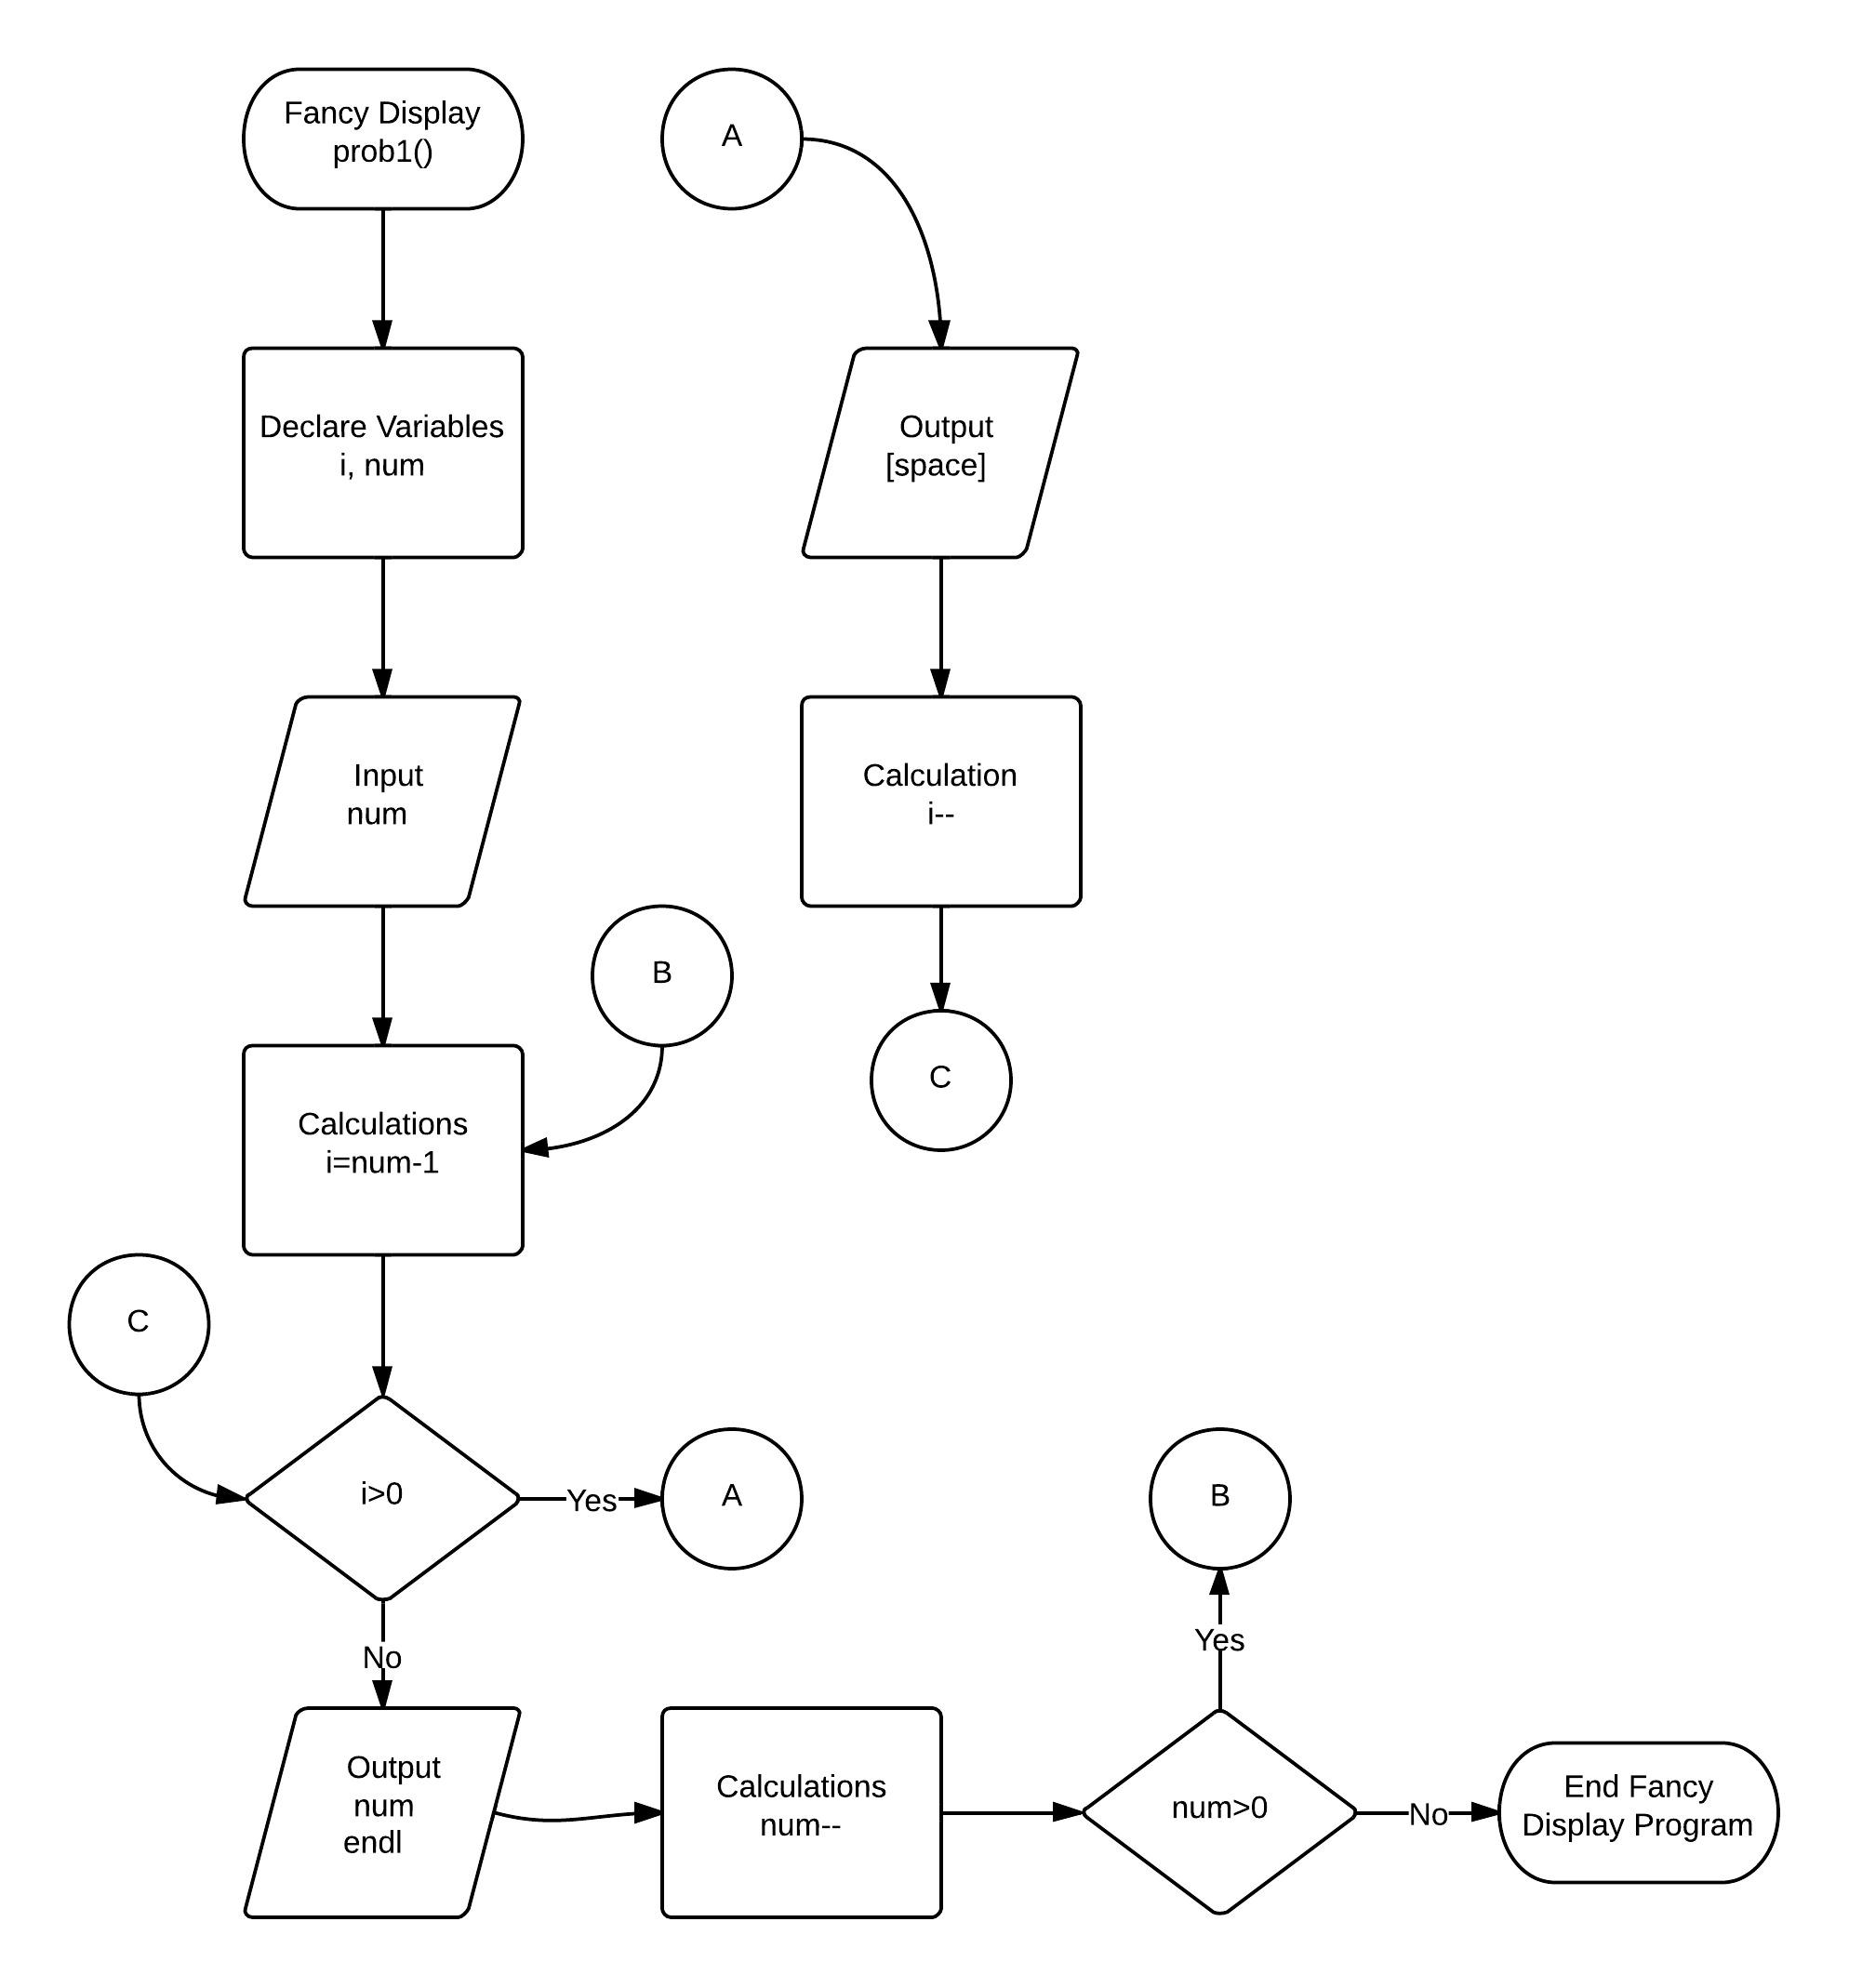 Fancy Display
prob1()
A
Declare Variables
i, num
Output
[space]
Input
num
Calculation
i--
B
C
Calculations
i=num-1
C
i>0
Yes
A
B
No
Yes
Output
num
endl
Calculations
num--
num>0
No
End Fancy
Display Program